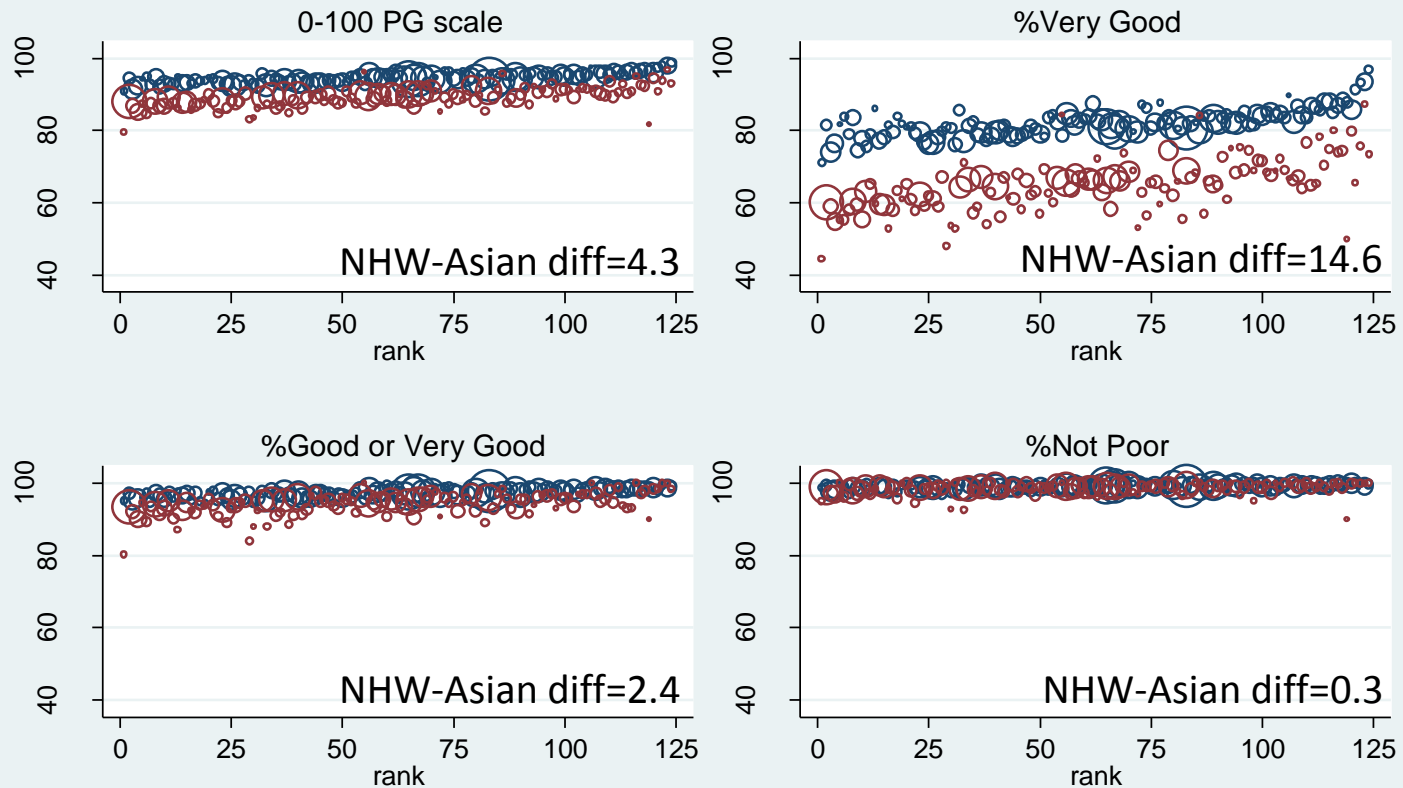 0-100 PG scale
100
80
60
40
NHW-Asian diff=4.3
0 25 50 75 100 125
rank
%Very Good
100
80
60
40
NHW-Asian diff=14.6
0 25 50 75 100 125
rank
%Good or Very Good
100
80
60
40
NHW-Asian diff=2.4
0 25 50 75 100 125
rank
%Not Poor
100
80
60
40
NHW-Asian diff=0.3
0 25 50 75 100 125
rank